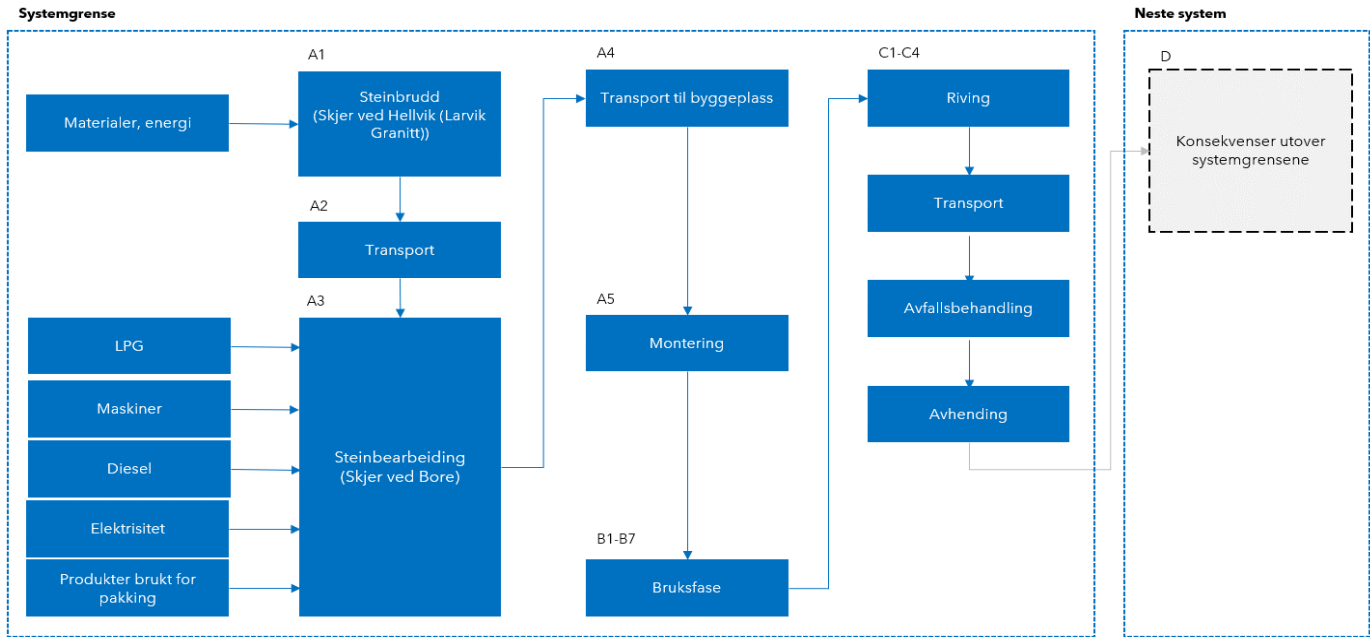 Systemgrense
Neste system
A1
A4
C1-C4
D
Materialer, energi
Steinbrudd
(Skjer ved Hellvik (Larvik
Granitt))
Transport til byggeplass
Riving
Konsekvenser utover
systemgrensene
A2
Transport
Transport
A3
A5
LPG
Maskiner
Diesel
Elektrisitet
Produkter brukt for
pakking
Steinbearbeiding
(Skjer ved Bore)
Montering
Avfallsbehandling
Avhending
B1-B7
Bruksfase